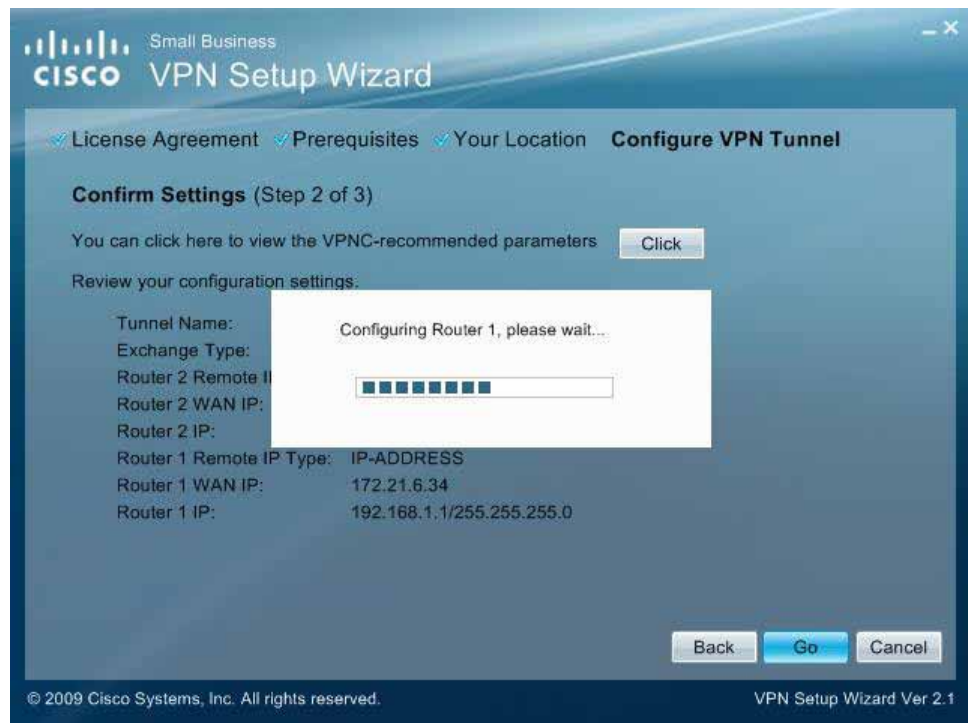 Small Business
CISCO VPN Setup Wizard
License Agreement Prerequisites Your Location Configure VPN Tunnel
Confirm Settings (Step 2 of 3)
You can click here to view the VPNC-recommended parameters Click
Review your configuration settings.
Configuring Router 1, please wait...
Tunnel Name:
Exchange Type:
Router 2 Remote
Router 2 WAN IP:
Router 2 IP:
Router 1 Remote IP Type: IP-ADDRESS
Router 1 WAN IP: 172.21.6.34
Router 1 IP: 192.168.1.1/255.255.255.0
Back Go Cancel
© 2009 Cisco Systems, Inc. All rights reserved. VPN Setup Wizard Ver 2.1